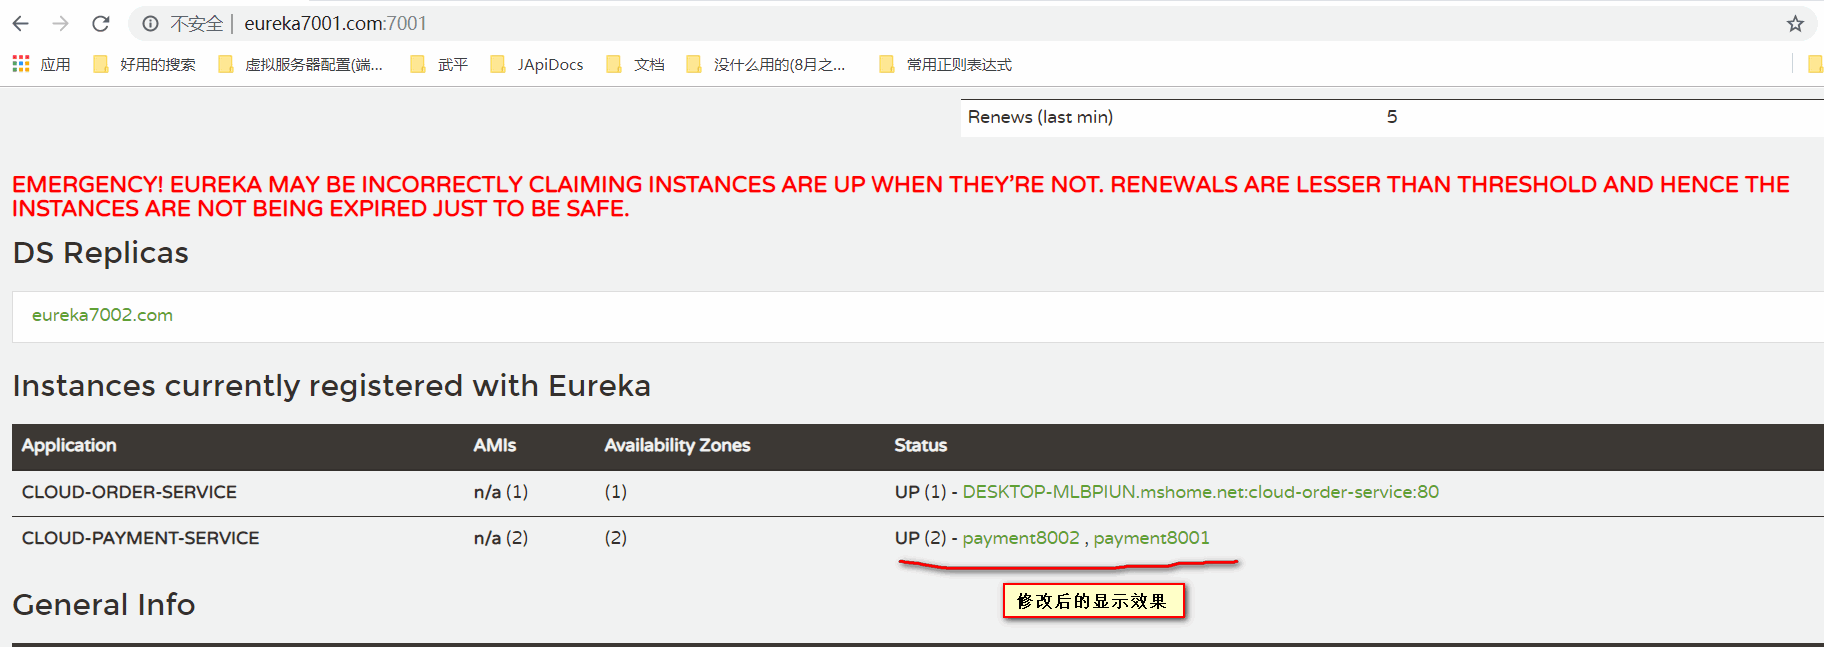 不安全 | eureka7001.com:7001
应用 好用的搜索 虚拟服务器配置(端... 武平 JApiDocs 文档 没什么用的(8月之... 常用正则表达式
Renews (last min) 5
EMERGENCY! EUREKA MAY BE INCORRECTLY CLAIMING INSTANCES ARE UP WHEN THEY'RE NOT. RENEWALS ARE LESSER THAN THRESHOLD AND HENCE THE
INSTANCES ARE NOT BEING EXPIRED JUST TO BE SAFE.
DS Replicas
eureka7002.com
Instances currently registered with Eureka
Application AMIs Availability Zones Status
CLOUD-ORDER-SERVICE n/a (1) (1) UP (1) - DESKTOP-MLBPIUN.mshome.net:cloud-order-service:80
CLOUD-PAYMENT-SERVICE n/a (2) (2) UP (2) - payment8002 , payment8001
修改后的显示效果
General Info